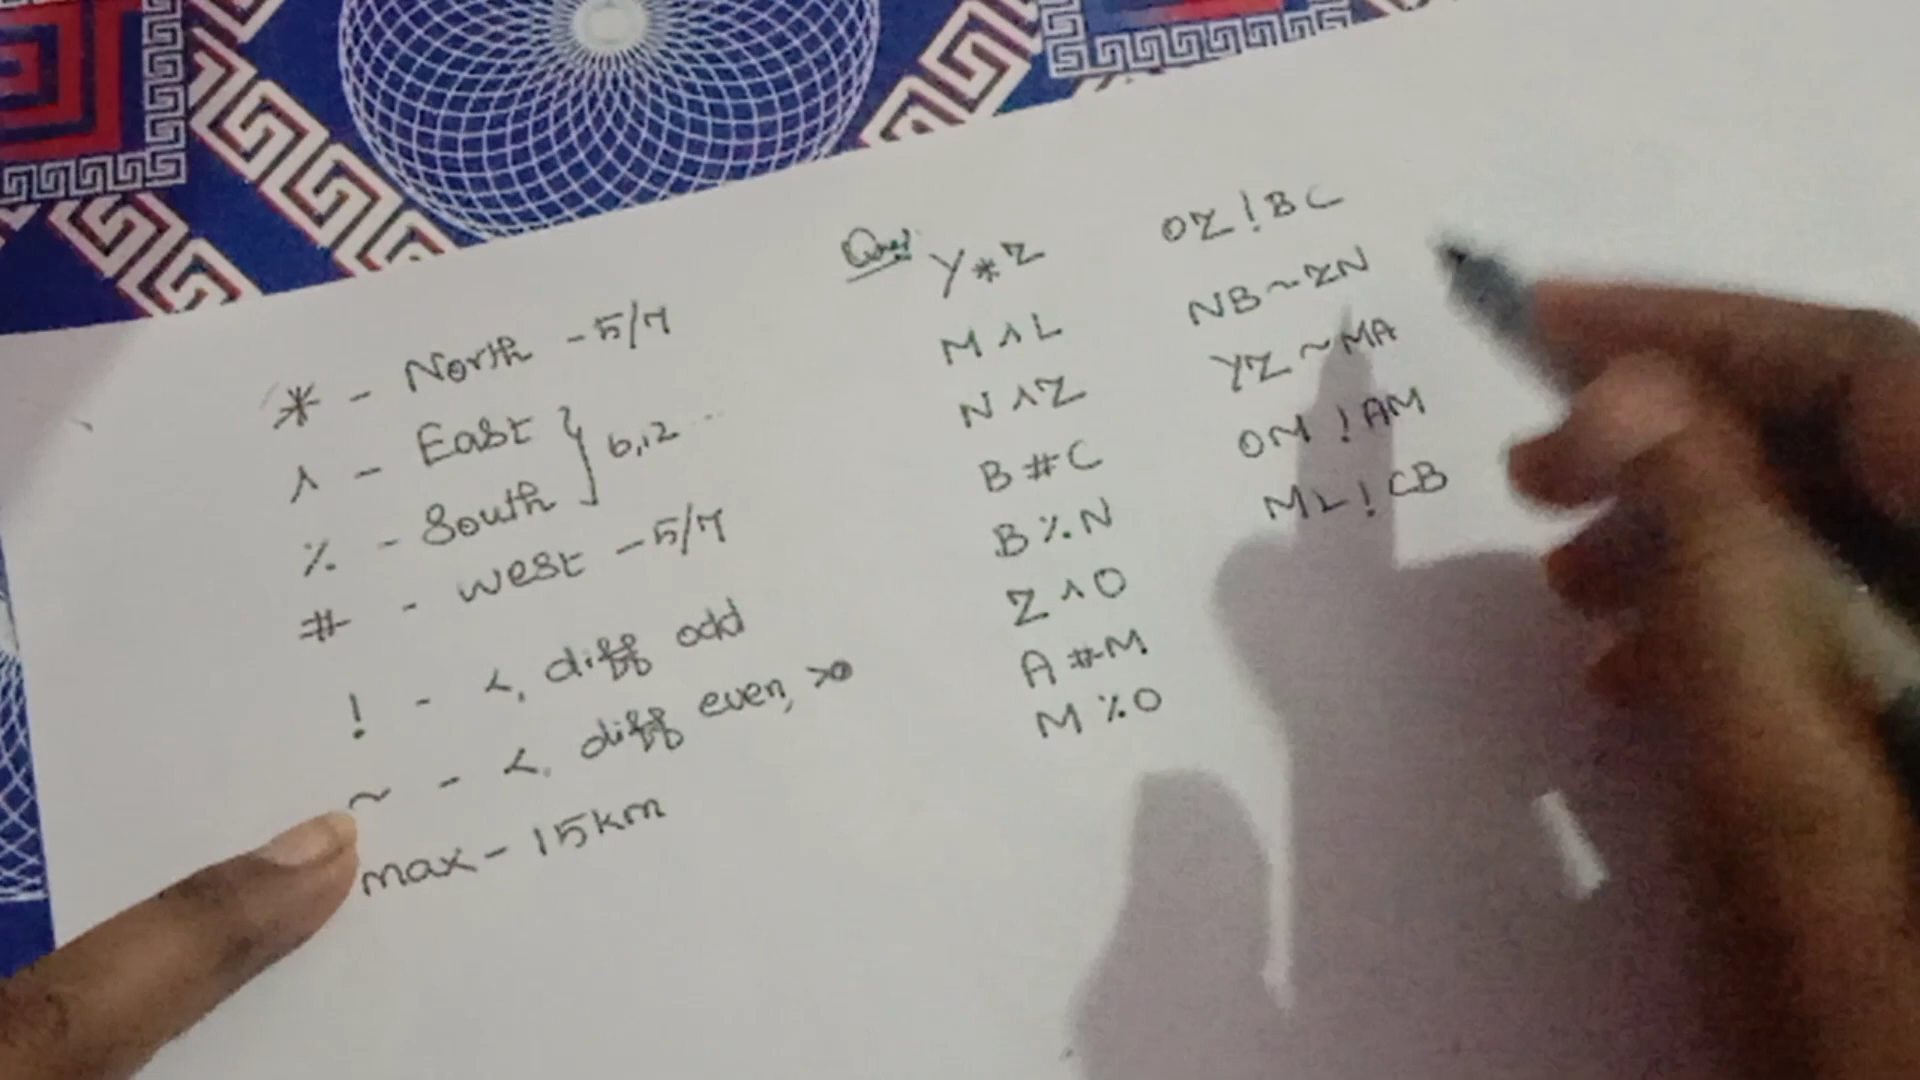 * - North - 5/7
∧ - East } 6,12 ..
% - South
# - west - 5/7
! - <, diff odd
~ - <, diff even, >0
max - 15km
Ques:
Y * Z
M ∧ L
N ∧ Z
B # C
B % N
Z ∧ O
A # M
M % O
OZ ! BC
NB ~ ZN
YZ ~ MA
OM ! AM
ML ! CB